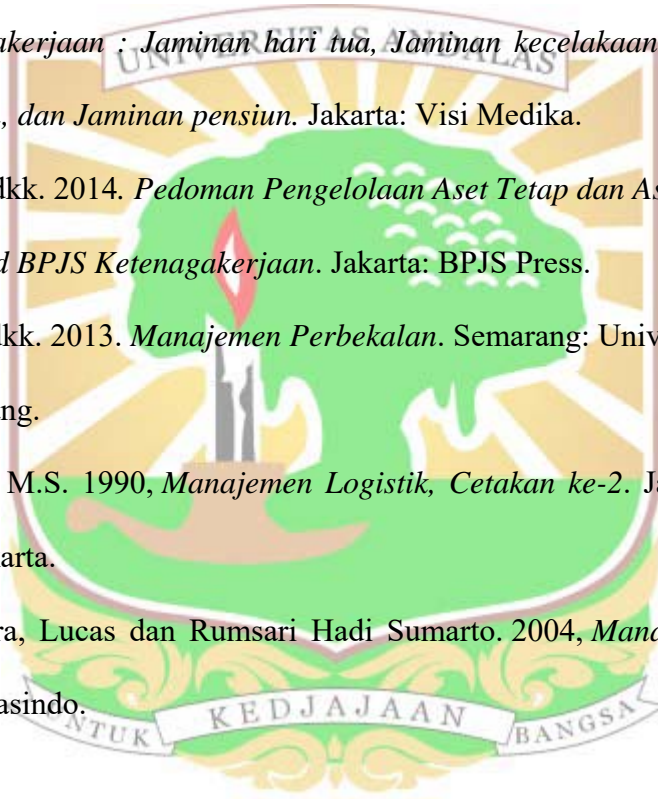 akerjaan : Jaminan hari tua, Jaminan kecelakaan
UNIVERSITAS ANDALAS
, dan Jaminan pensiun. Jakarta: Visi Medika.
dkk. 2014. Pedoman Pengelolaan Aset Tetap dan As
d BPJS Ketenagakerjaan. Jakarta: BPJS Press.
dkk. 2013. Manajemen Perbekalan. Semarang: Univ
ng.
M.S. 1990, Manajemen Logistik, Cetakan ke-2. Ja
arta.
ra, Lucas dan Rumsari Hadi Sumarto. 2004, Mana
asindo.
UNTUK KEDJAJAAN BANGSA